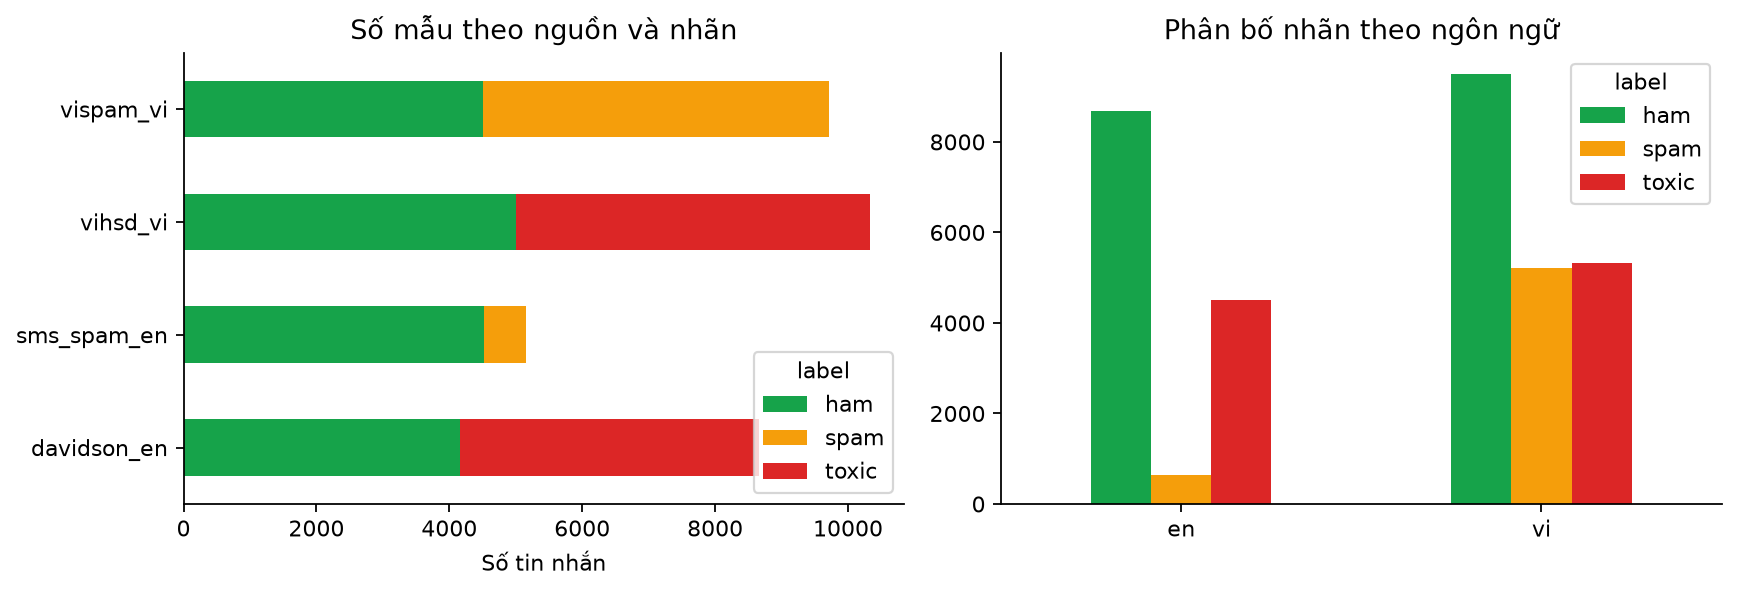 Số mẫu theo nguồn và nhãn
vispam_vi
vihsd_vi
sms_spam_en
davidson_en
label
ham
spam
toxic
0 2000 4000 6000 8000 10000
Số tin nhắn
Phân bố nhãn theo ngôn ngữ
label
ham
spam
toxic
8000
6000
4000
2000
0
en vi